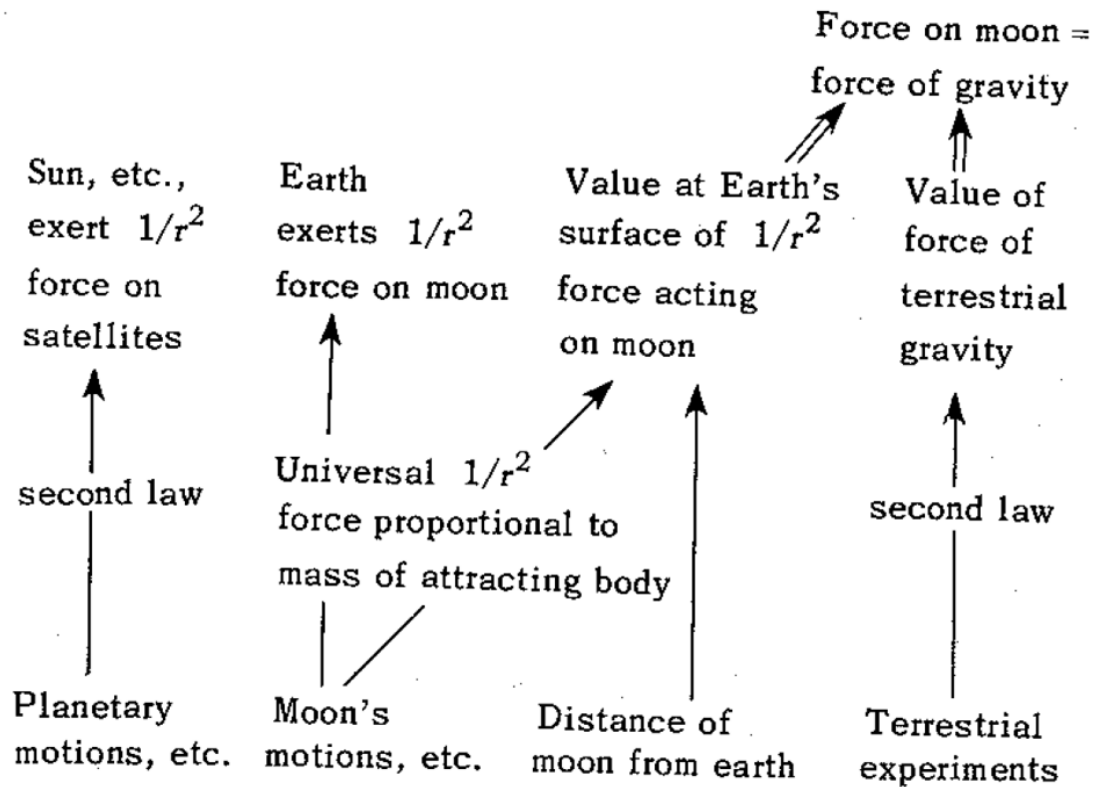 Force on moon =
force of gravity
Sun, etc.,
exert 1/r²
force on
satellites
Earth
exerts 1/r²
force on moon
Value at Earth's
surface of 1/r²
force acting
on moon
Value of
force of
terrestrial
gravity
second law
Universal 1/r²
force proportional to
mass of attracting body
second law
Planetary
motions, etc.
Moon's
motions, etc.
Distance of
moon from earth
Terrestrial
experiments